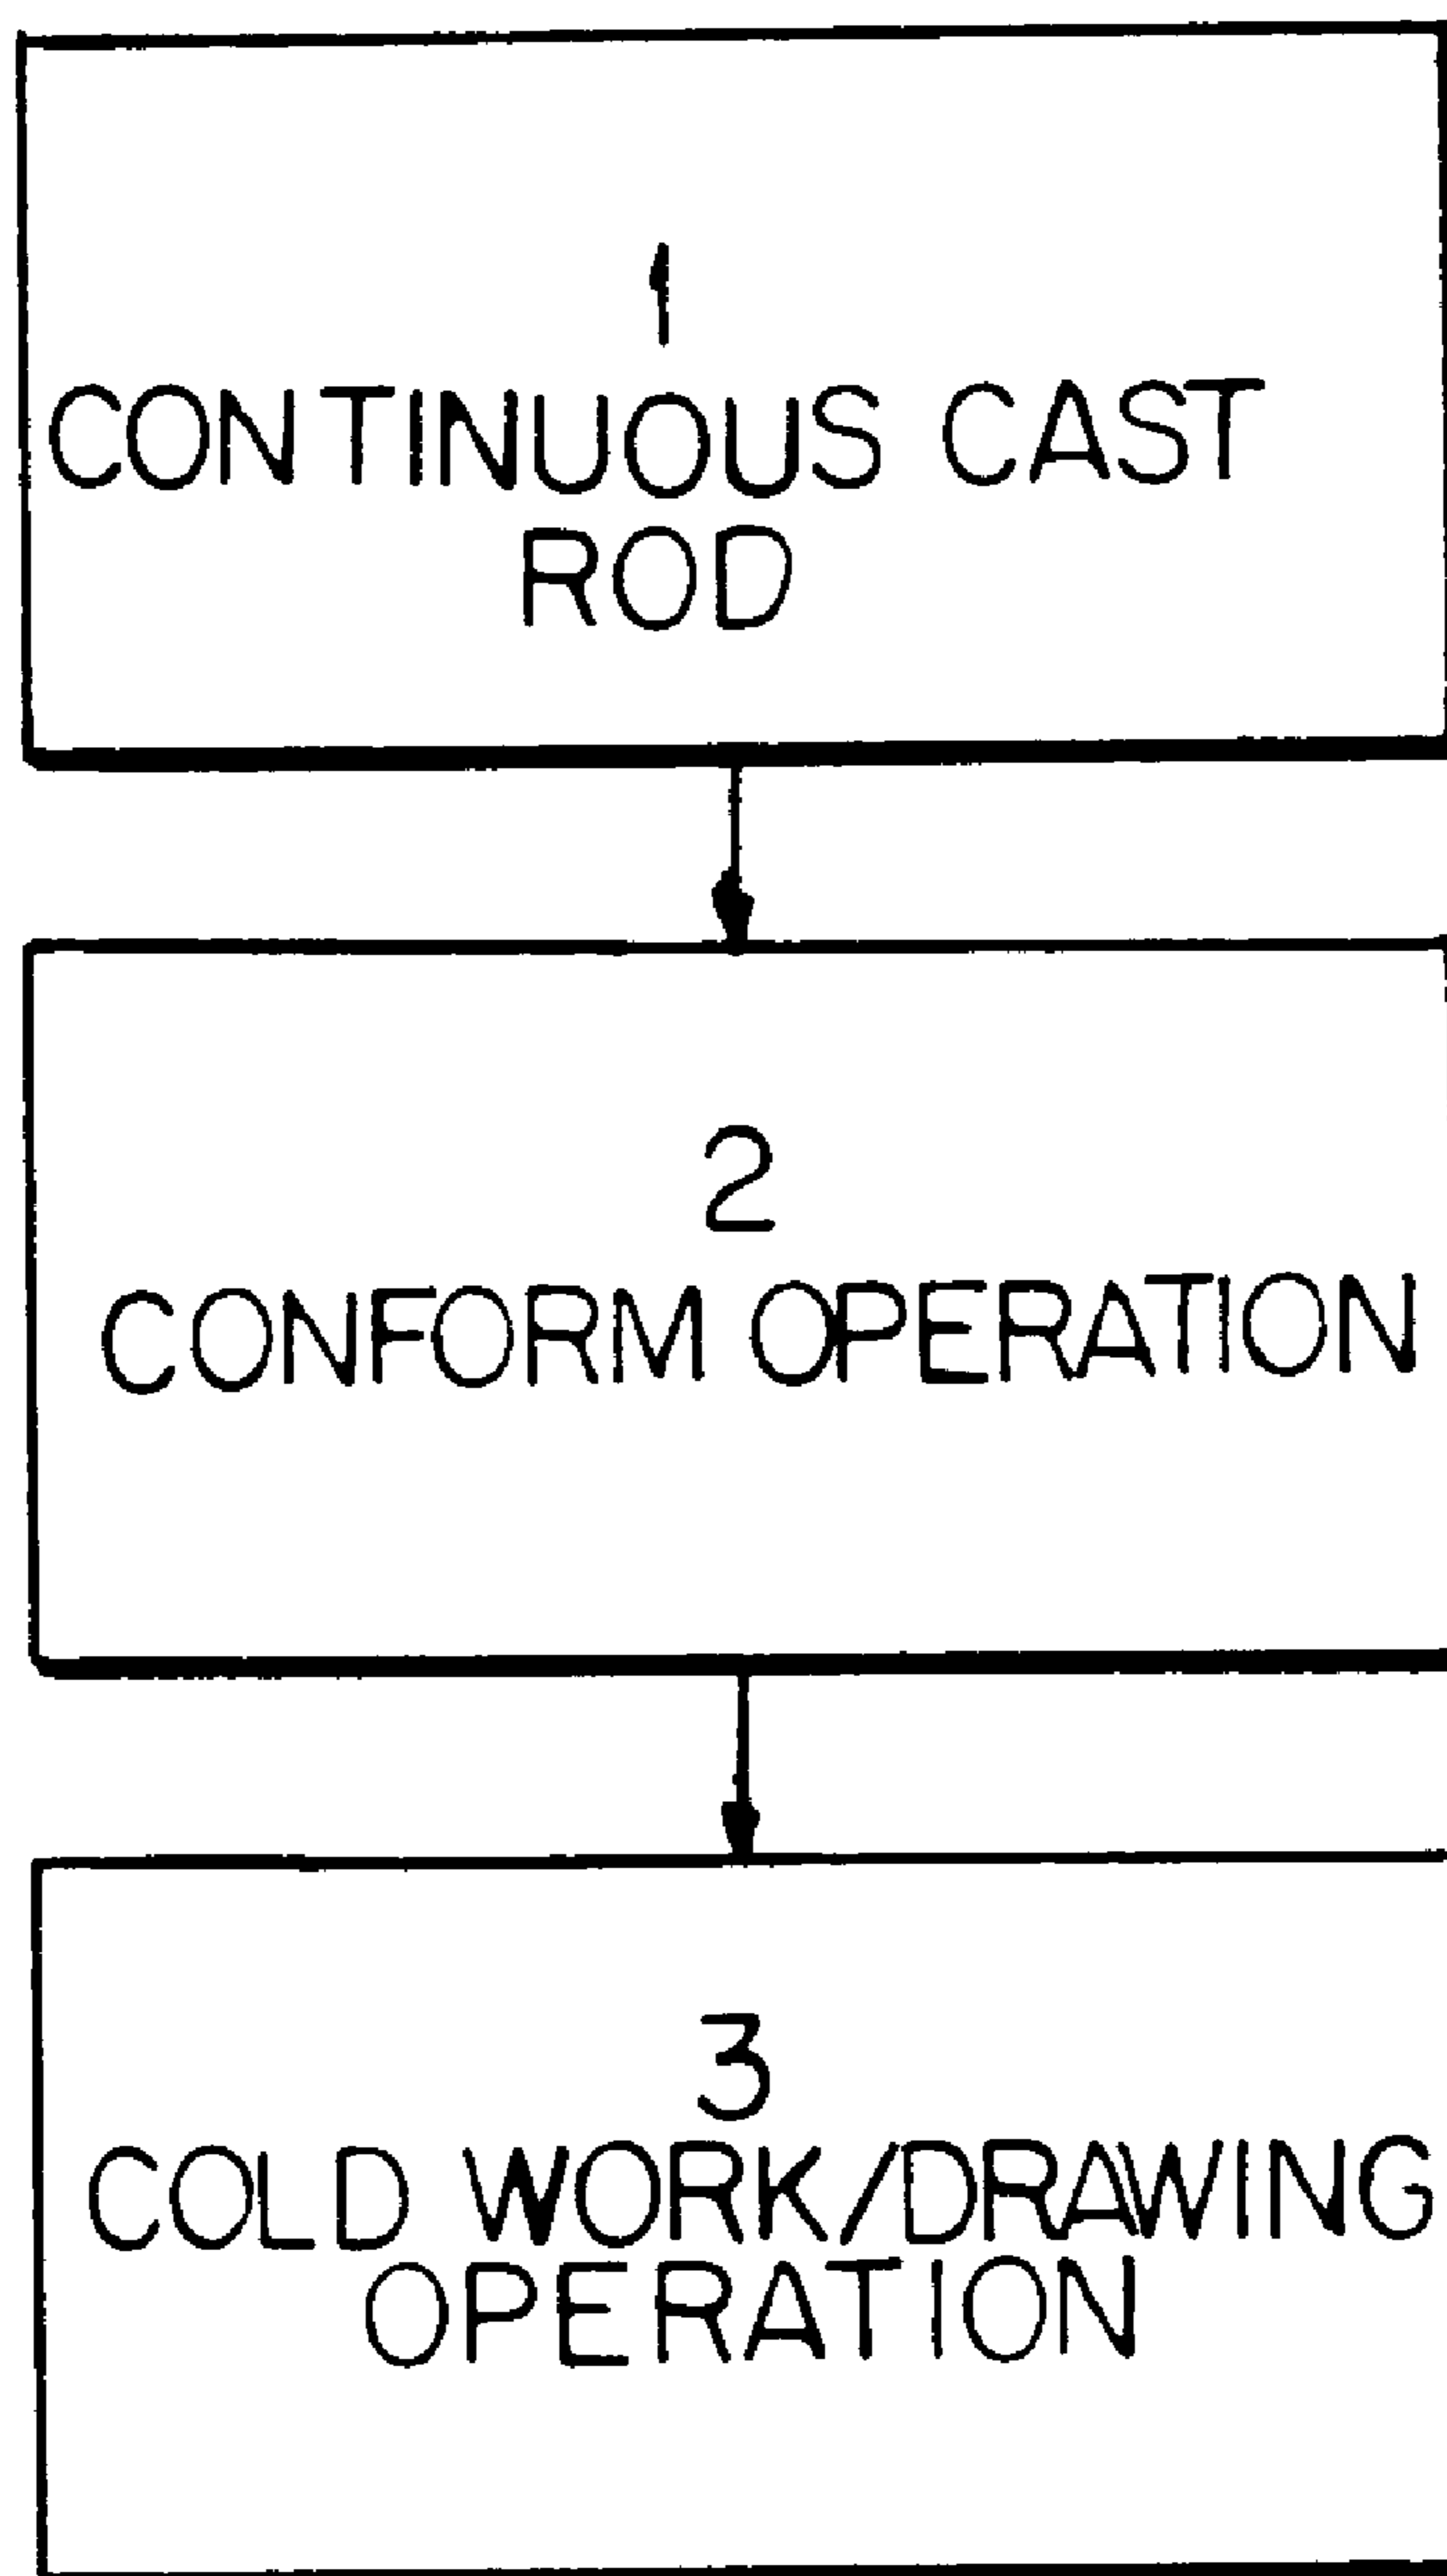 1
CONTINUOUS CAST
ROD
2
CONFORM OPERATION
3
COLD WORK/DRAWING
OPERATION